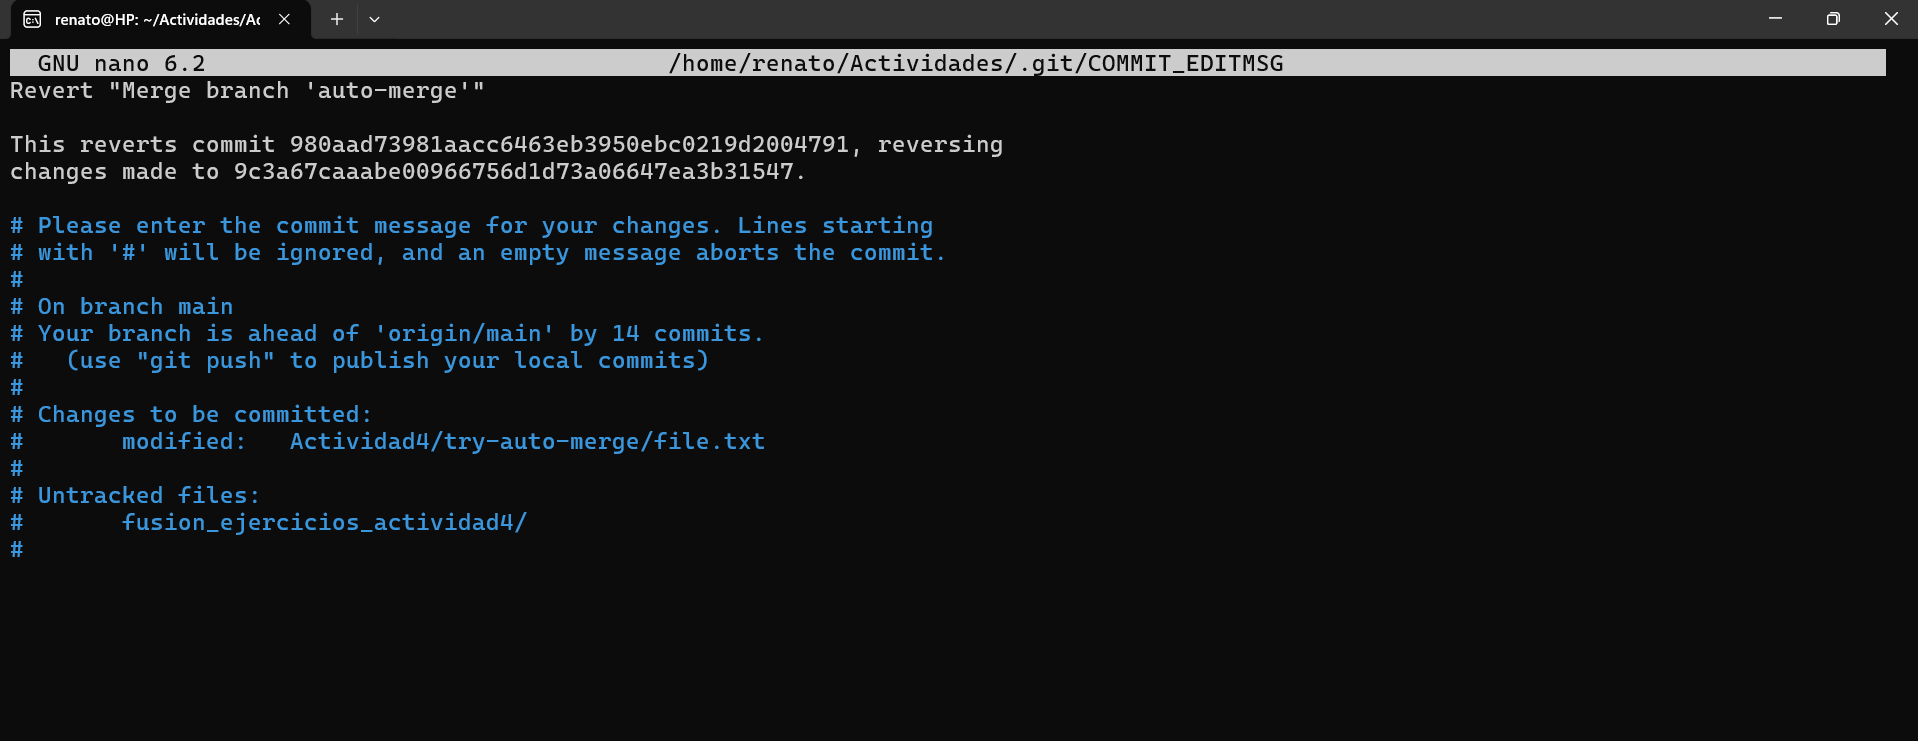 renato@HP: ~/Actividades/Ac
GNU nano 6.2 /home/renato/Actividades/.git/COMMIT_EDITMSG
Revert "Merge branch 'auto-merge'"
This reverts commit 980aad73981aacc6463eb3950ebc0219d2004791, reversing
changes made to 9c3a67caaabe00966756d1d73a06647ea3b31547.
# Please enter the commit message for your changes. Lines starting
# with '#' will be ignored, and an empty message aborts the commit.
#
# On branch main
# Your branch is ahead of 'origin/main' by 14 commits.
#   (use "git push" to publish your local commits)
#
# Changes to be committed:
#       modified:   Actividad4/try-auto-merge/file.txt
#
# Untracked files:
#       fusion_ejercicios_actividad4/
#